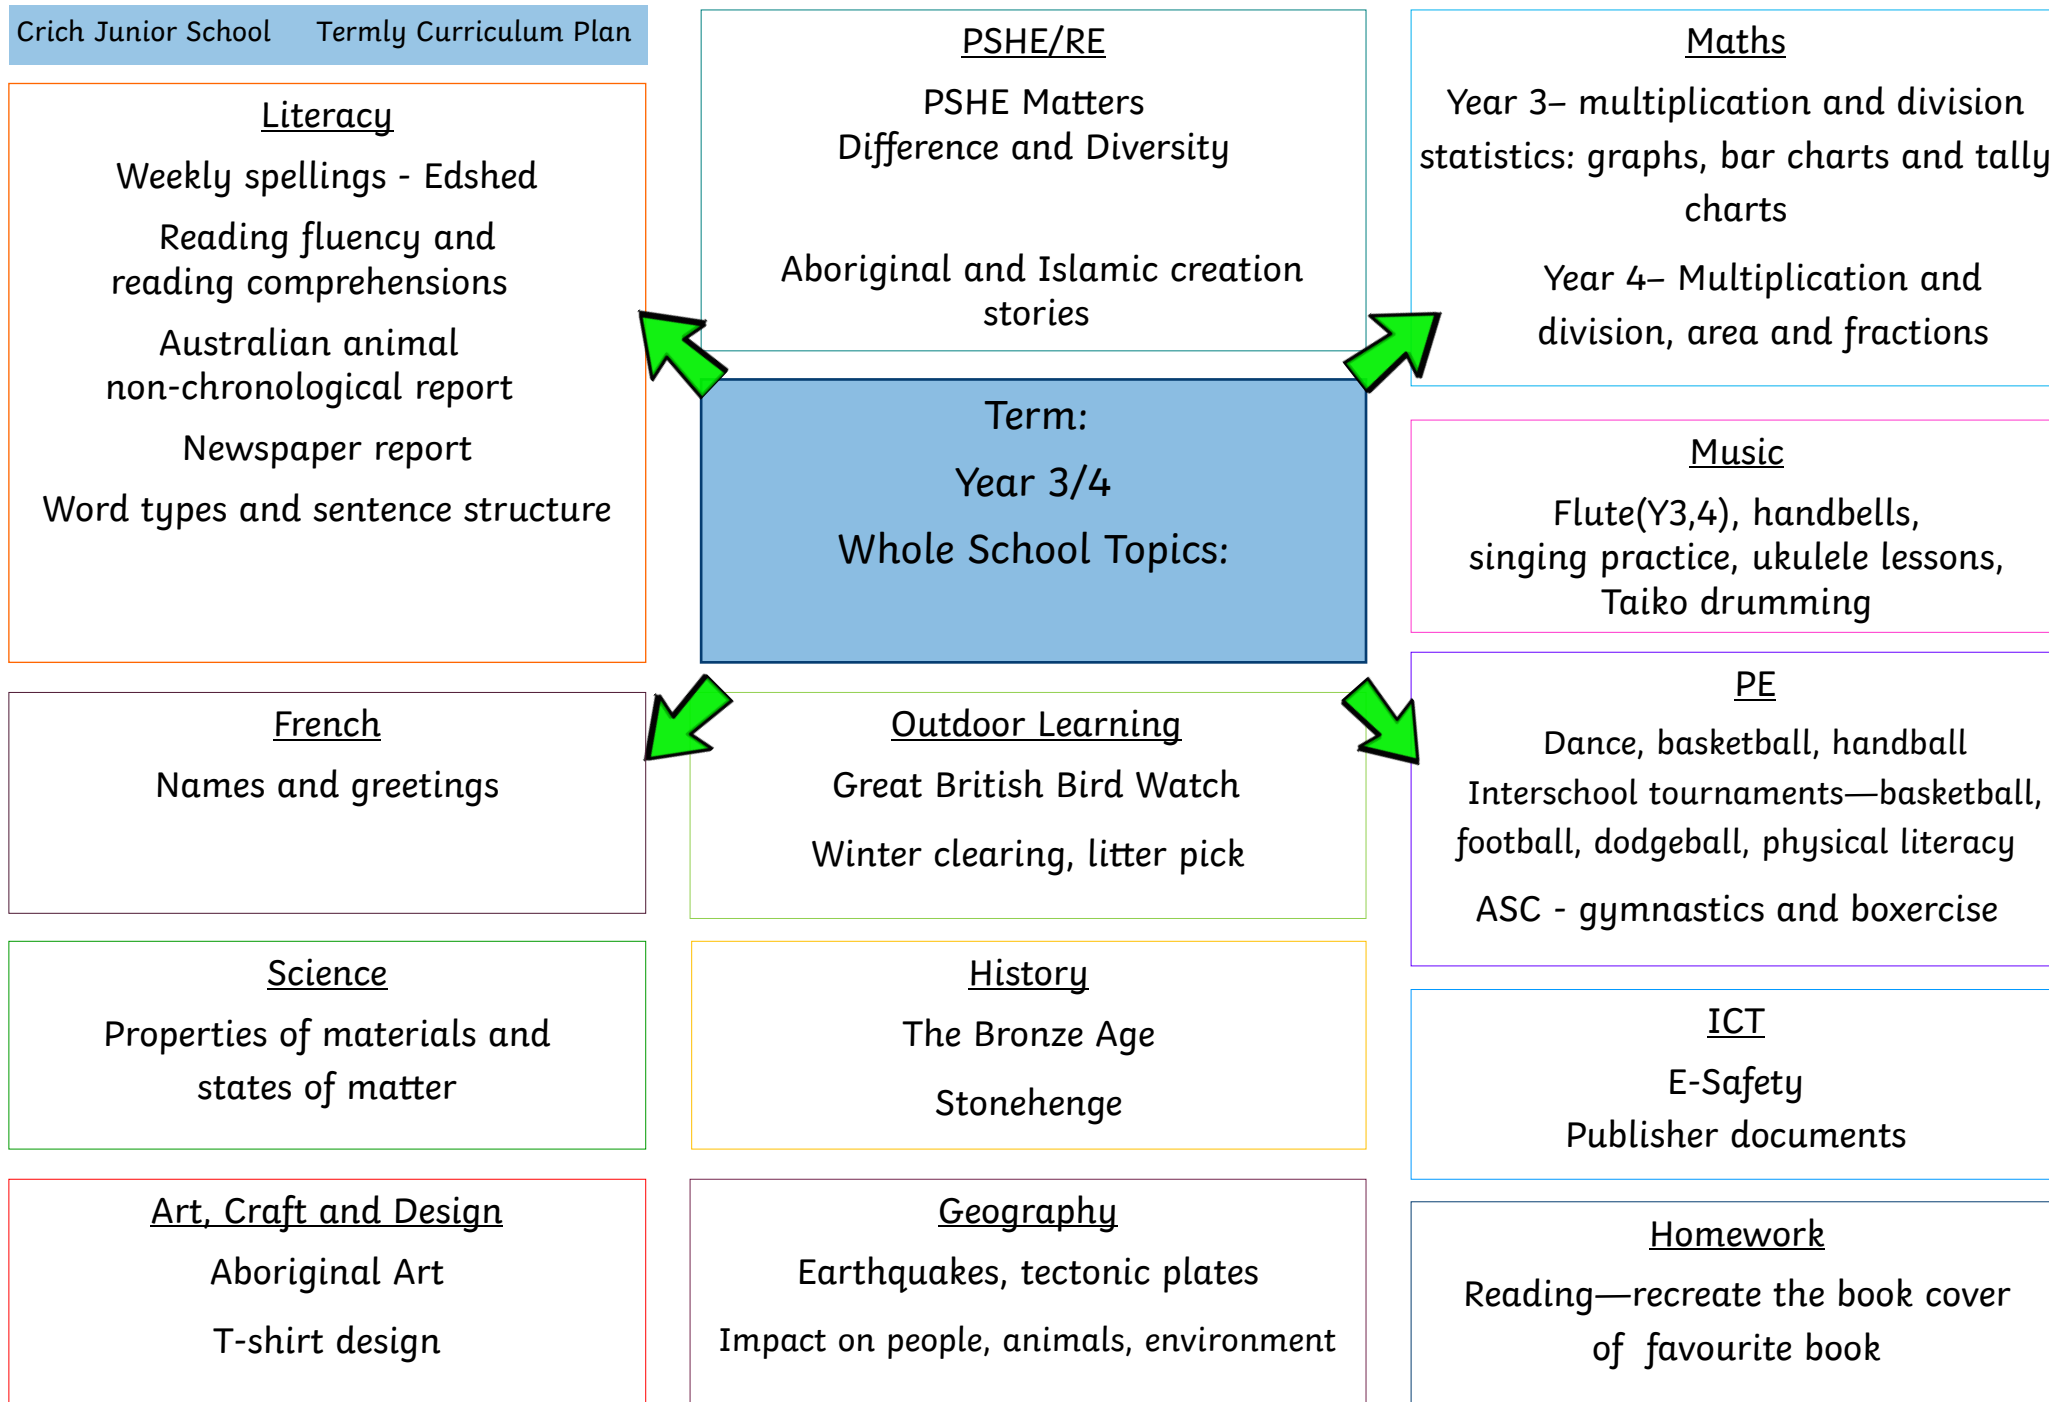 Crich Junior School Termly Curriculum Plan
Literacy
Weekly spellings - Edshed
Reading fluency and
reading comprehensions
Australian animal
non-chronological report
Newspaper report
Word types and sentence structure
PSHE/RE
PSHE Matters
Difference and Diversity
Aboriginal and Islamic creation
stories
Maths
Year 3– multiplication and division
statistics: graphs, bar charts and tally
charts
Year 4– Multiplication and
division, area and fractions
Term:
Year 3/4
Whole School Topics:
Music
Flute(Y3,4), handbells,
singing practice, ukulele lessons,
Taiko drumming
French
Names and greetings
Outdoor Learning
Great British Bird Watch
Winter clearing, litter pick
PE
Dance, basketball, handball
Interschool tournaments—basketball,
football, dodgeball, physical literacy
ASC - gymnastics and boxercise
Science
Properties of materials and
states of matter
History
The Bronze Age
Stonehenge
ICT
E-Safety
Publisher documents
Art, Craft and Design
Aboriginal Art
T-shirt design
Geography
Earthquakes, tectonic plates
Impact on people, animals, environment
Homework
Reading—recreate the book cover
of favourite book